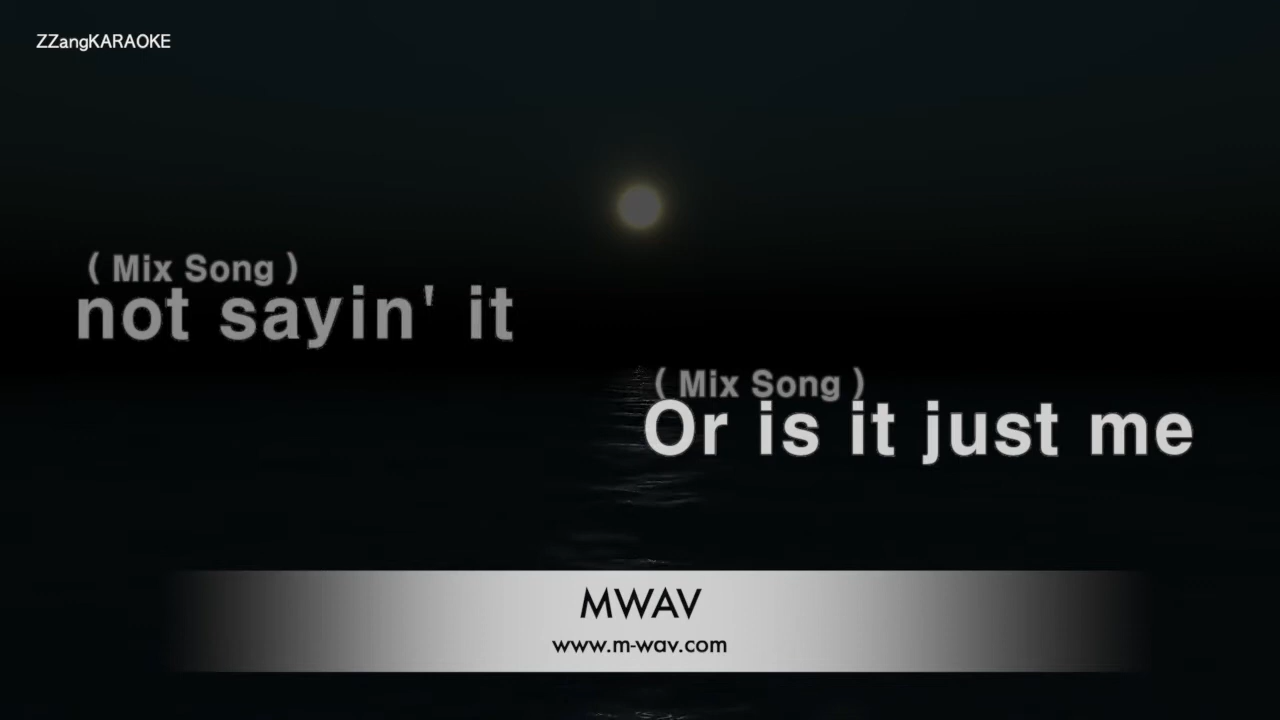 ZZangKARAOKE
( Mix Song )
not sayin' it
( Mix Song )
Or is it just me
MWAV
www.m-wav.com